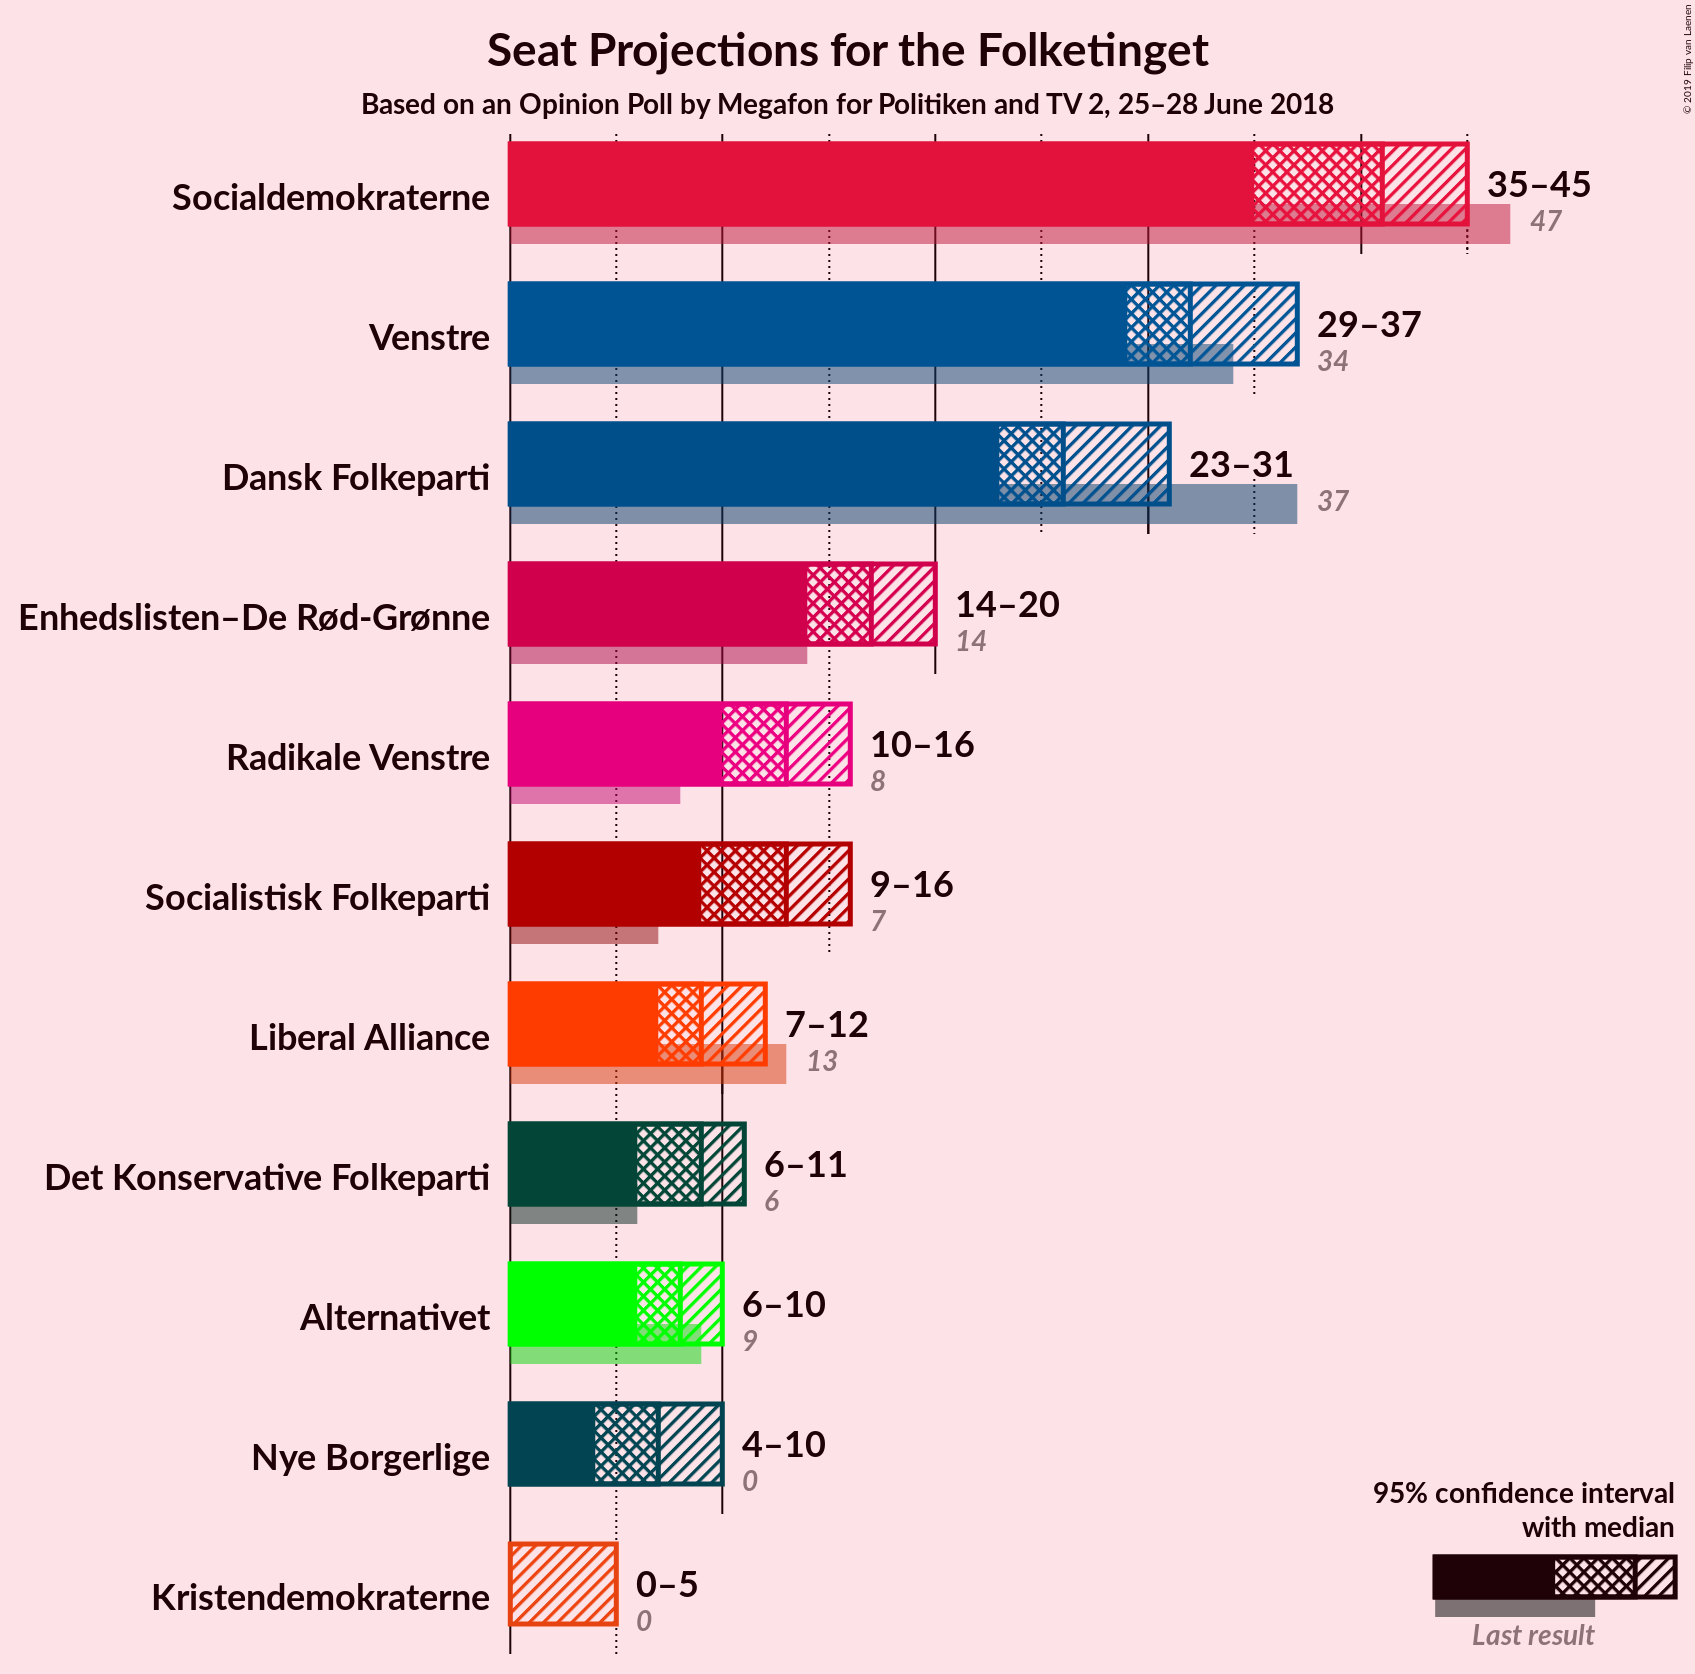 Seat Projections for the Folketinget
Based on an Opinion Poll by Megafon for Politiken and TV 2, 25–28 June 2018
© 2019 Filip van Laenen
Socialdemokraterne
35–45
47
Venstre
29–37
34
Dansk Folkeparti
23–31
37
Enhedslisten–De Rød-Grønne
14–20
14
Radikale Venstre
10–16
8
Socialistisk Folkeparti
9–16
7
Liberal Alliance
7–12
13
Det Konservative Folkeparti
6–11
6
Alternativet
6–10
9
Nye Borgerlige
4–10
0
Kristendemokraterne
0–5
0
95% confidence interval
with median
Last result